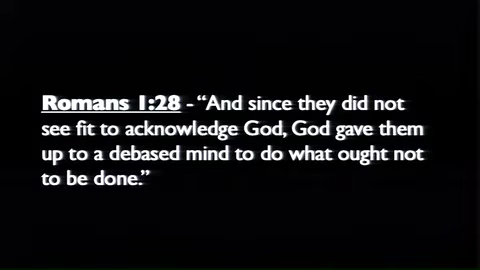 Romans 1:28 - “And since they did not
see fit to acknowledge God, God gave them
up to a debased mind to do what ought not
to be done.”